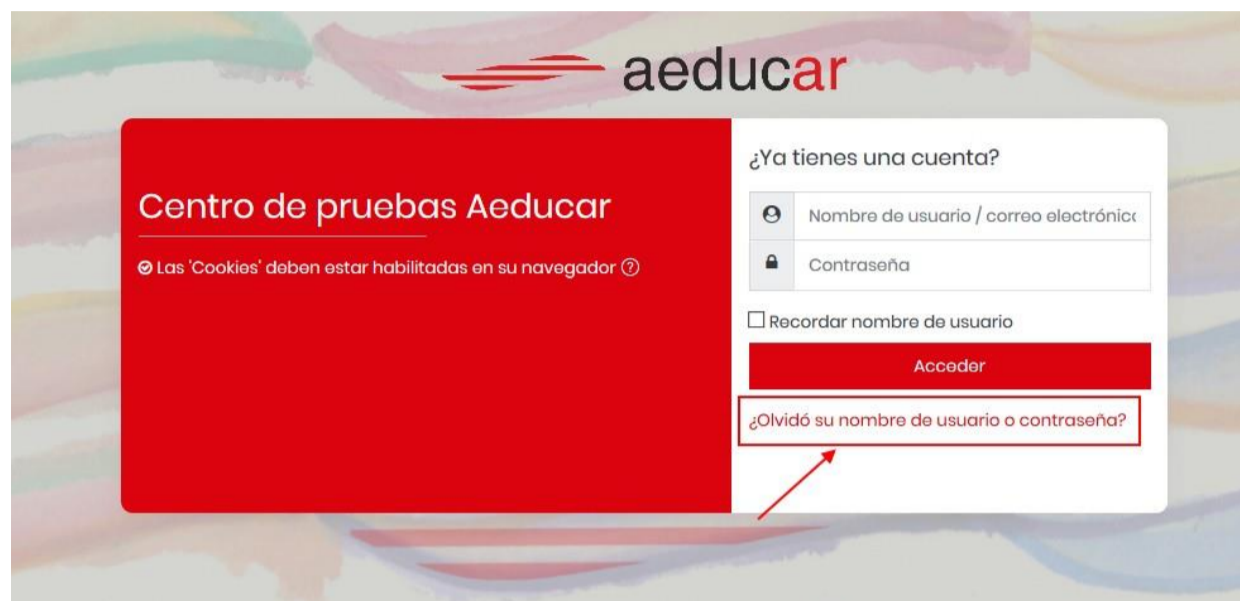 aeducar
Centro de pruebas Aeducar
Las 'Cookies' deben estar habilitadas en su navegador
¿Ya tienes una cuenta?
Nombre de usuario / correo electrónic
Contraseña
Recordar nombre de usuario
Acceder
¿Olvidó su nombre de usuario o contraseña?